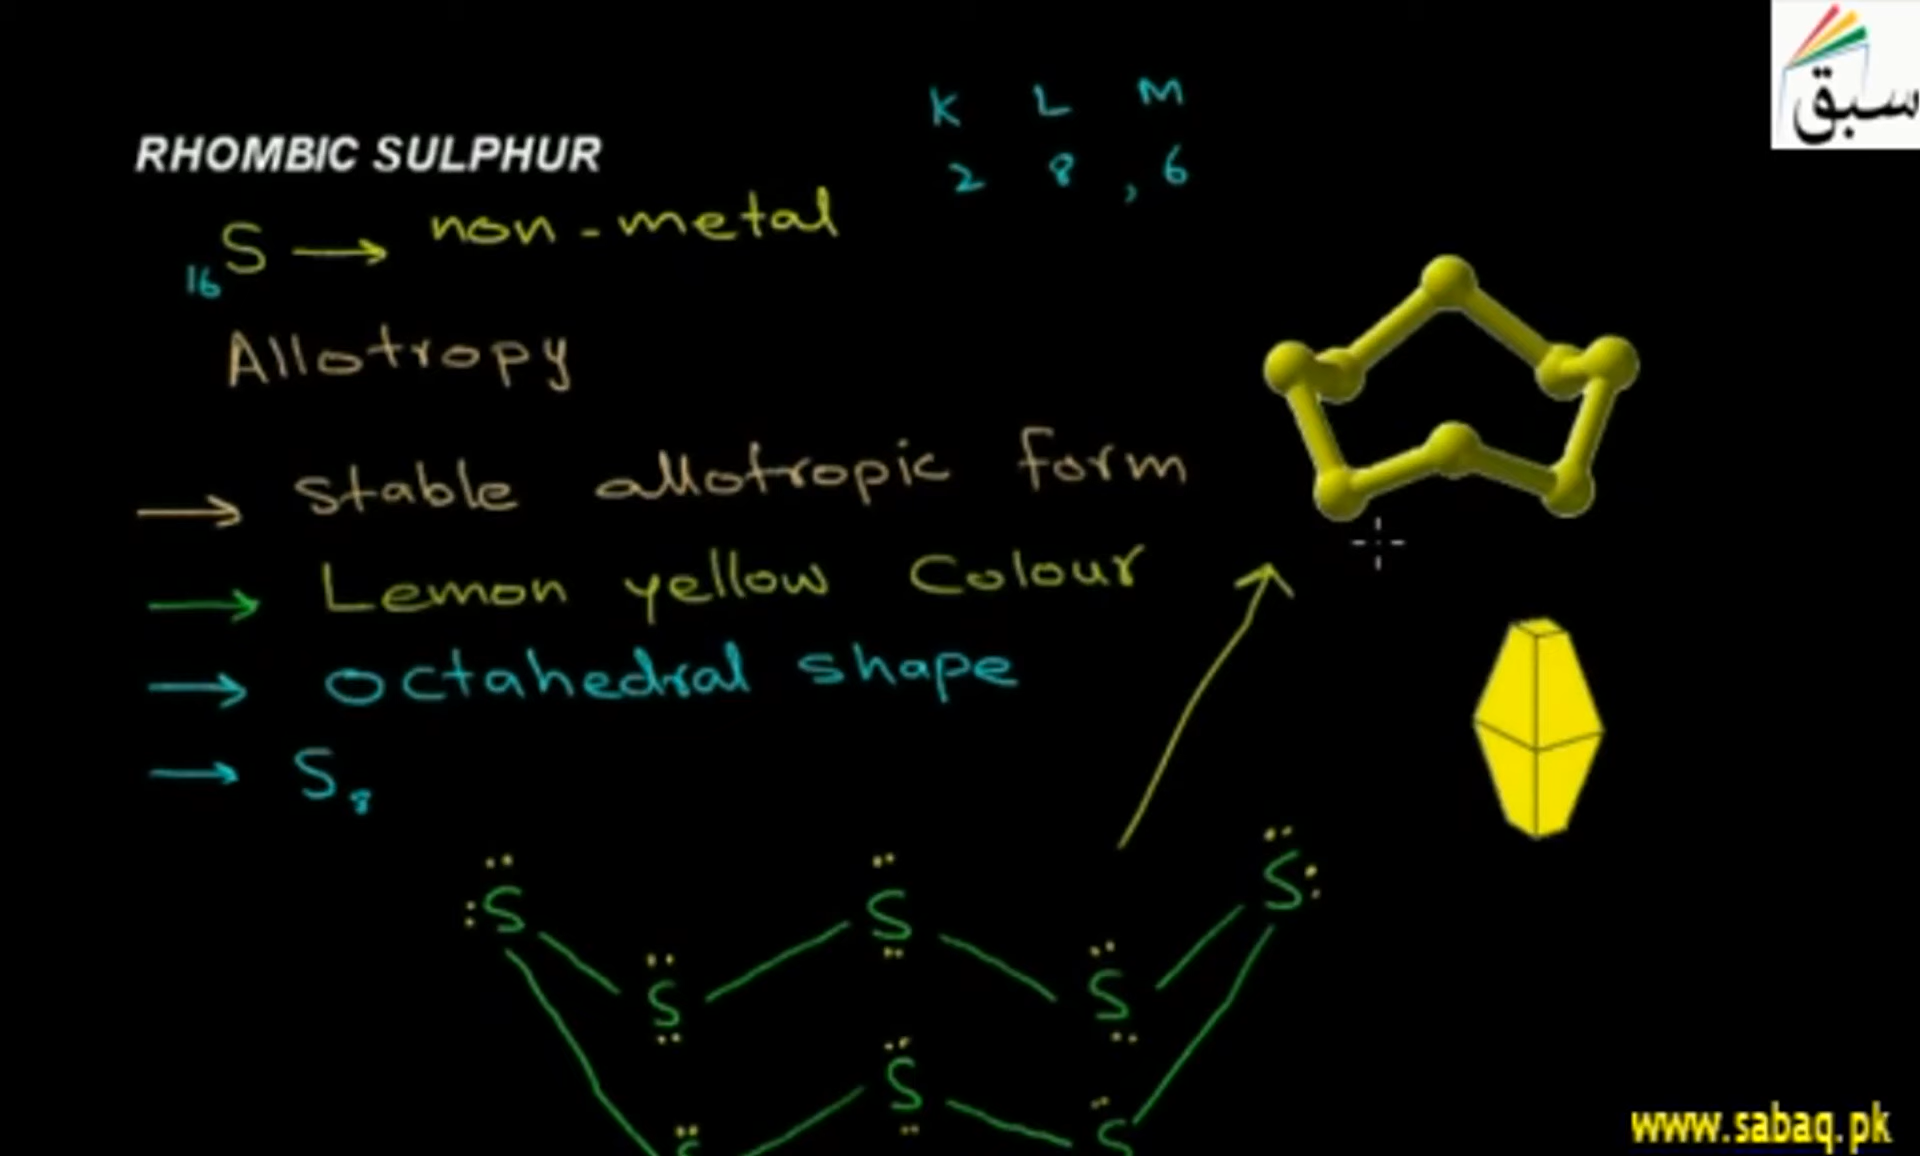 سبق
K L M
2 8 , 6
RHOMBIC SULPHUR
16 S → non-metal
Allotropy
→ Stable allotropic form
→ Lemon yellow Colour
→ Octahedral shape
→ S8
S S S
S S
S
S S
www.sabaq.pk